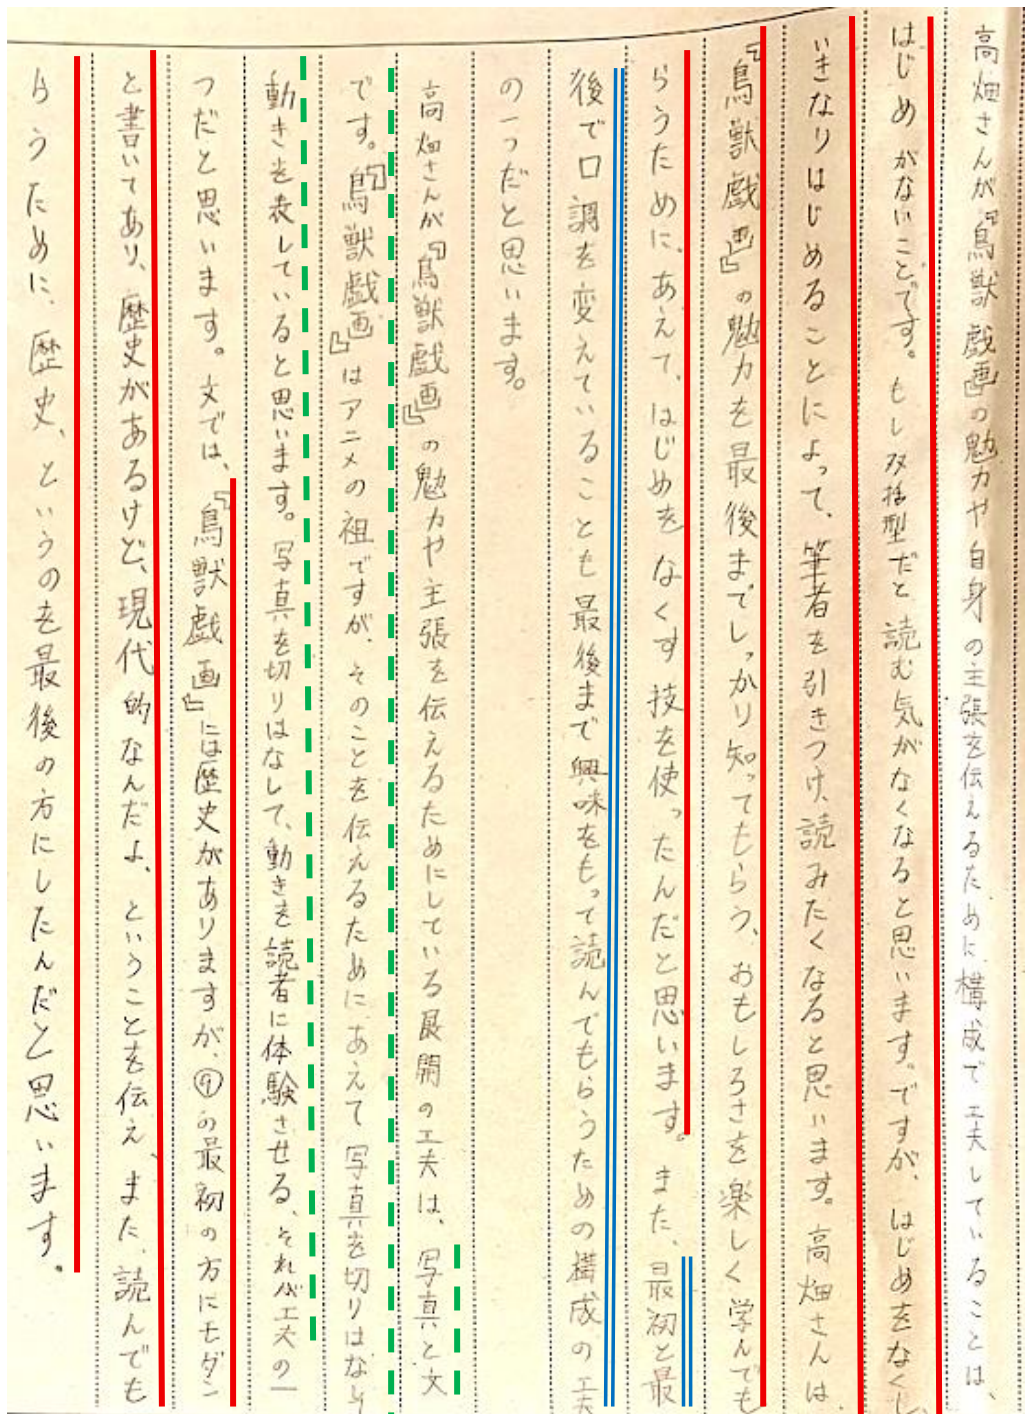 高畑さんが『鳥獣戯画』の魅力や自身の主張を伝えるために構成で工夫していることは、
はじめがないことです。もし双括型だと読む気がなくなると思います。ですが、はじめをなくし、
いきなりはじめることによって、筆者を引きつけ、読みたくなると思います。高畑さんは
『鳥獣戯画』の魅力を最後までしっかり知ってもらう、おもしろさを楽しく学んでも
らうために、あえて、はじめをなくす技を使ったんだと思います。また、最初と最
後で口調を変えていることも最後まで興味をもって読んでもらうための構成の工夫
の一つだと思います。
高畑さんが『鳥獣戯画』の魅力や主張を伝えるためにしている展開の工夫は、写真と文
です。『鳥獣戯画』はアニメの祖ですが、そのことを伝えるためにあえて写真を切りはなす
動きを表していると思います。写真を切りはなして、動きを読者に体験させる、それが工夫の一
つだと思います。文では、『鳥獣戯画』には歴史がありますが、⑨の最初の方にモダン
と書いてあり、歴史があるけど、現代的なんだよ、ということを伝え、また、読んでも
らうために、歴史、というのを最後の方にしたんだと思います。